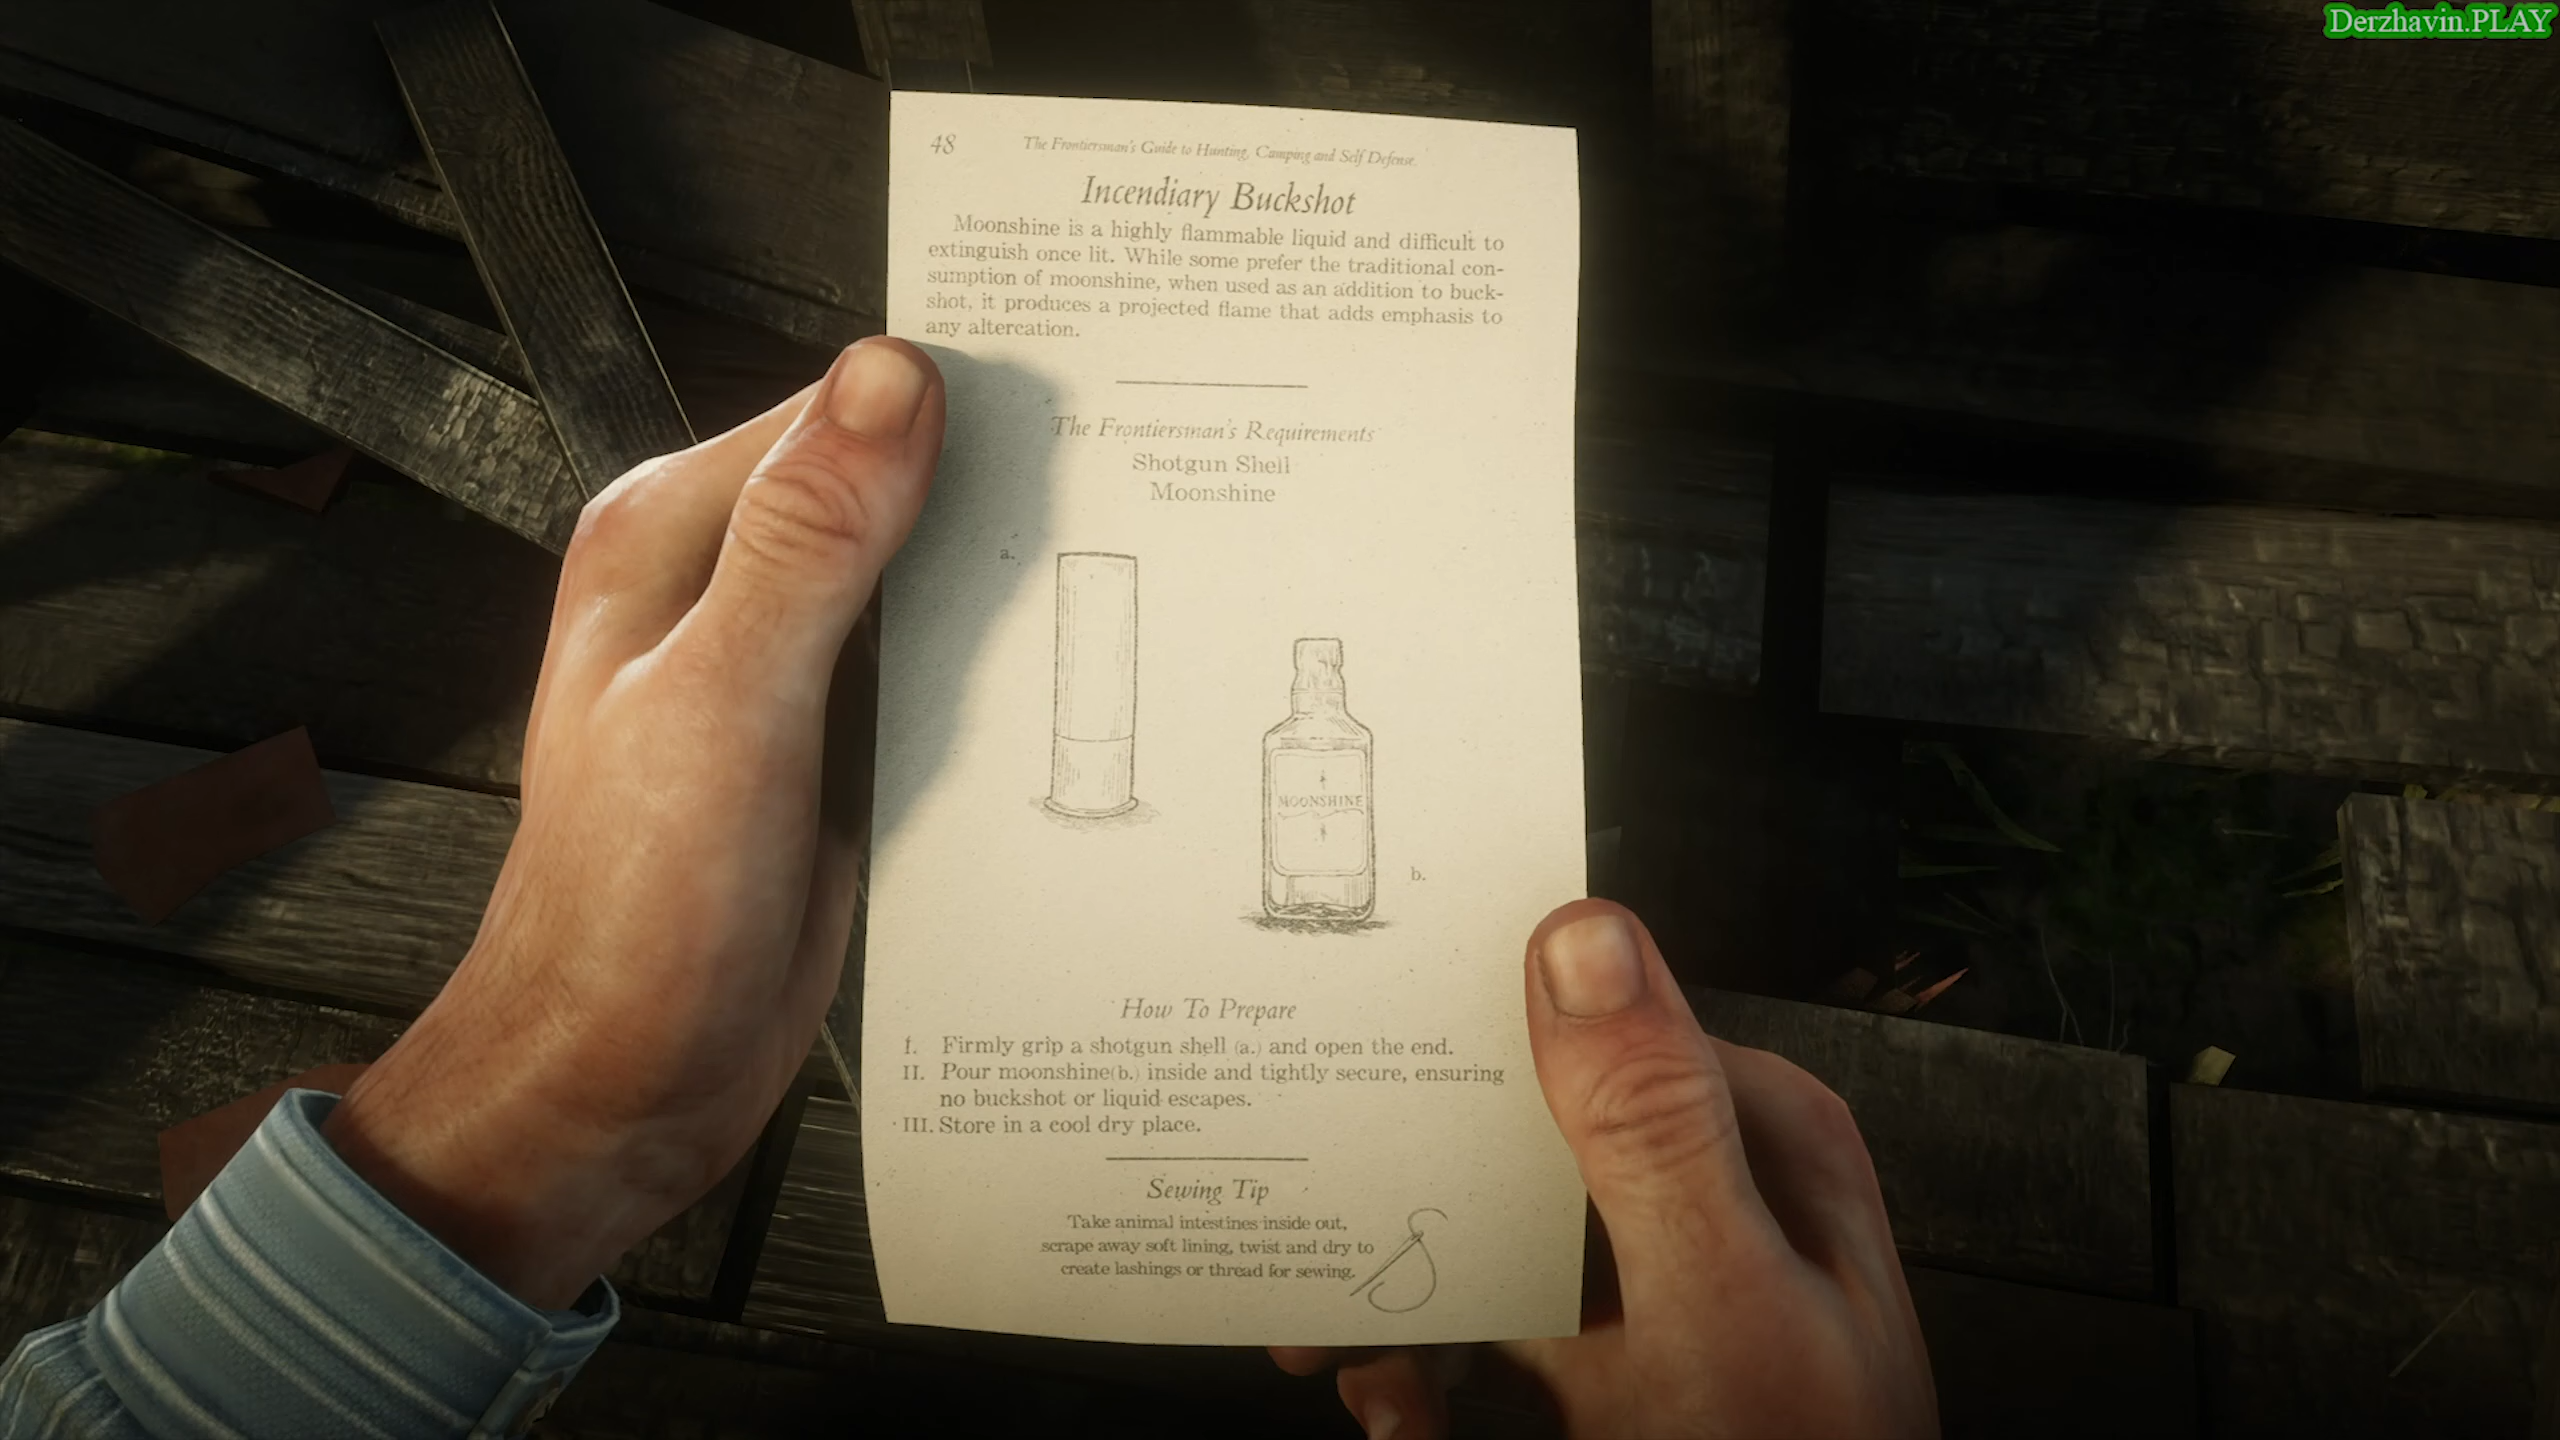 Derzhavin.PLAY
48 The Frontiersman's Guide to Hunting, Camping and Self Defense.
Incendiary Buckshot
Moonshine is a highly flammable liquid and difficult to
extinguish once lit. While some prefer the traditional con-
sumption of moonshine, when used as an addition to buck-
shot, it produces a projected flame that adds emphasis to
any altercation.
The Frontiersman's Requirements
Shotgun Shell
Moonshine
a.
MOONSHINE
b.
How To Prepare
I. Firmly grip a shotgun shell (a.) and open the end.
II. Pour moonshine(b.) inside and tightly secure, ensuring
no buckshot or liquid escapes.
III. Store in a cool dry place.
Sewing Tip
Take animal intestines inside out,
scrape away soft lining, twist and dry to
create lashings or thread for sewing.